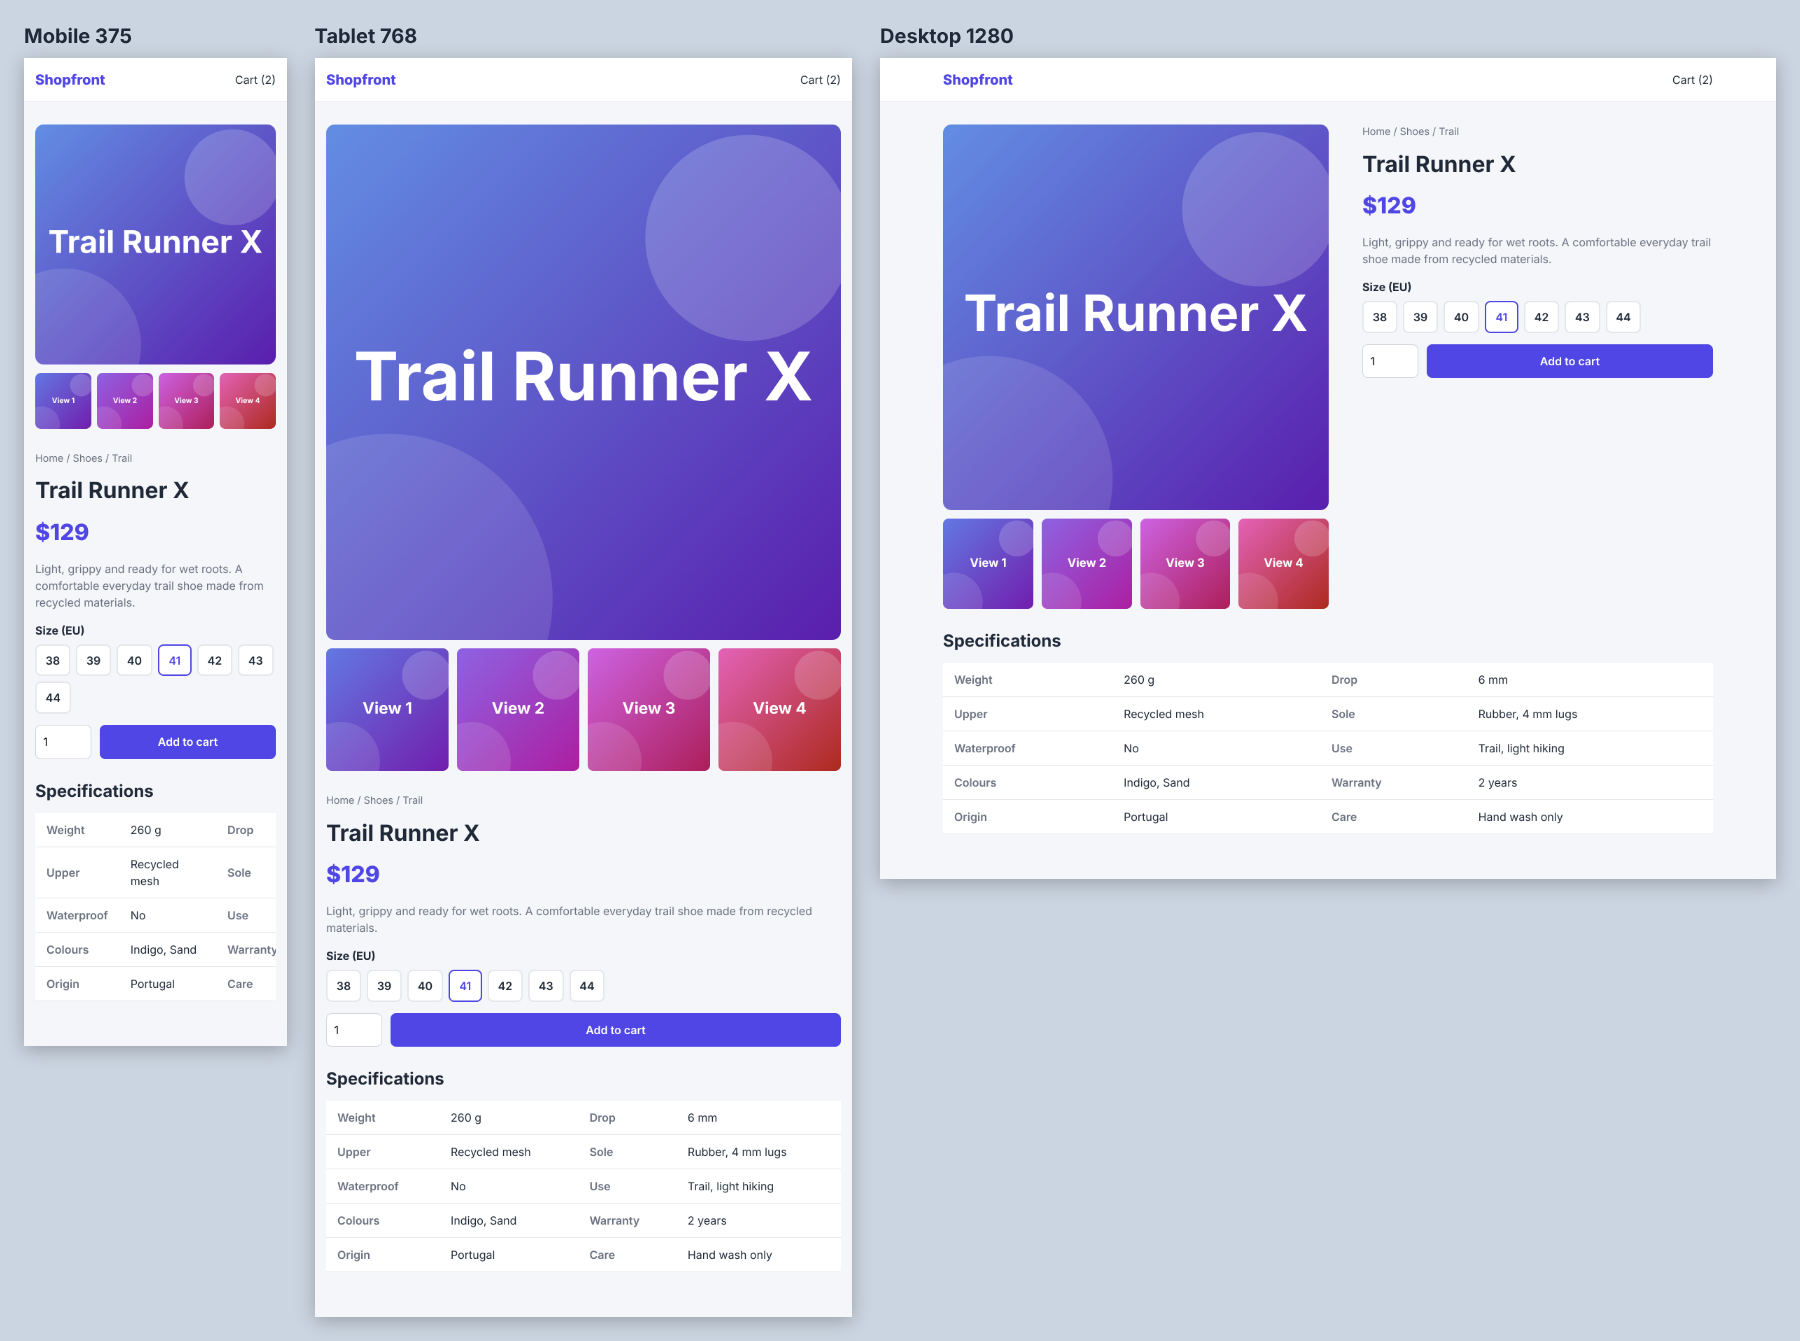 Mobile 375
Shopfront
Cart (2)
Trail Runner X
View 1
View 2
View 3
View 4
Home / Shoes / Trail
Trail Runner X
$129
Light, grippy and ready for wet roots. A
comfortable everyday trail shoe made from
recycled materials.
Size (EU)
38 39 40 41 42 43
44
1
Add to cart
Specifications
Weight 260 g Drop
Upper Recycled mesh Sole
Waterproof No Use
Colours Indigo, Sand Warranty
Origin Portugal Care
Tablet 768
Shopfront
Cart (2)
Trail Runner X
View 1
View 2
View 3
View 4
Home / Shoes / Trail
Trail Runner X
$129
Light, grippy and ready for wet roots. A comfortable everyday trail shoe made from recycled
materials.
Size (EU)
38 39 40 41 42 43 44
1
Add to cart
Specifications
Weight 260 g Drop 6 mm
Upper Recycled mesh Sole Rubber, 4 mm lugs
Waterproof No Use Trail, light hiking
Colours Indigo, Sand Warranty 2 years
Origin Portugal Care Hand wash only
Desktop 1280
Shopfront
Cart (2)
Trail Runner X
View 1
View 2
View 3
View 4
Home / Shoes / Trail
Trail Runner X
$129
Light, grippy and ready for wet roots. A comfortable everyday trail
shoe made from recycled materials.
Size (EU)
38 39 40 41 42 43 44
1
Add to cart
Specifications
Weight 260 g Drop 6 mm
Upper Recycled mesh Sole Rubber, 4 mm lugs
Waterproof No Use Trail, light hiking
Colours Indigo, Sand Warranty 2 years
Origin Portugal Care Hand wash only